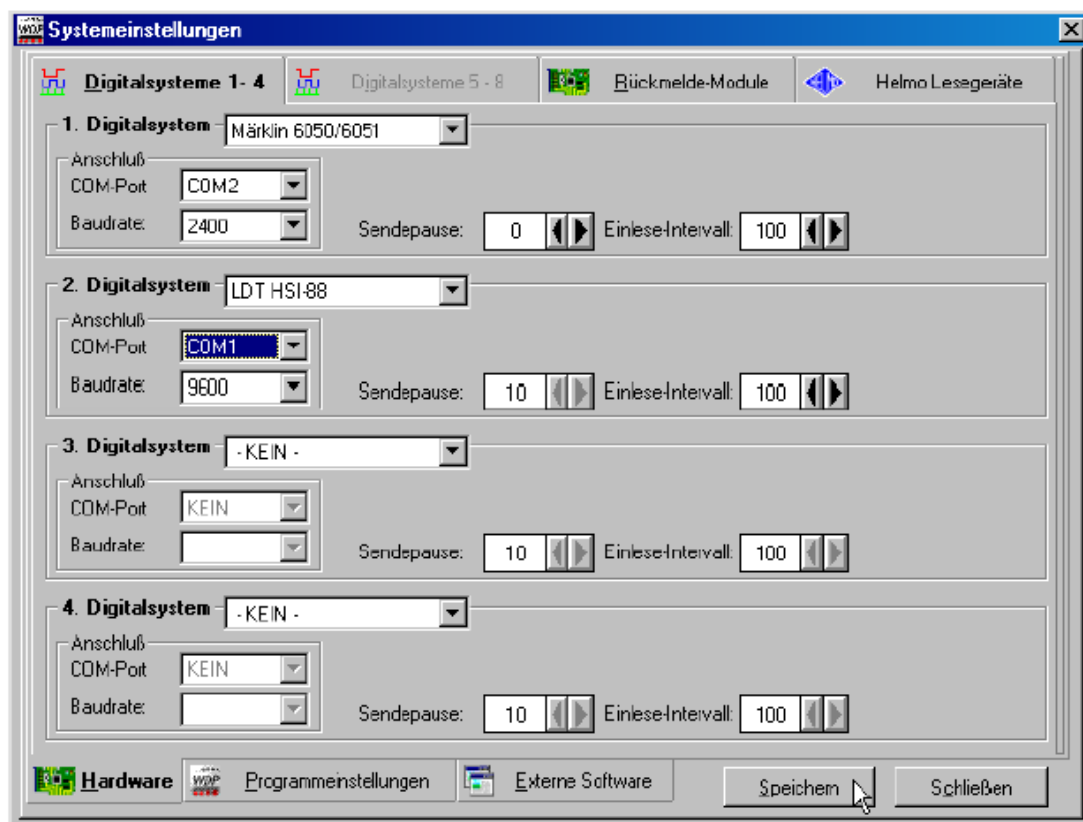 Systemeinstellungen
Digitalsysteme 1- 4 Digitalsysteme 5 - 8 Rückmelde-Module Helmo Lesegeräte
1. Digitalsystem Märklin 6050/6051
Anschluß
COM-Port COM2
Baudrate: 2400 Sendepause: 0 Einlese-Intervall: 100
2. Digitalsystem LDT HSI-88
Anschluß
COM-Port COM1
Baudrate: 9600 Sendepause: 10 Einlese-Intervall: 100
3. Digitalsystem - KEIN -
Anschluß
COM-Port KEIN
Baudrate: Sendepause: 10 Einlese-Intervall: 100
4. Digitalsystem - KEIN -
Anschluß
COM-Port KEIN
Baudrate: Sendepause: 10 Einlese-Intervall: 100
Hardware WDP Programmeinstellungen Externe Software Speichern Schließen